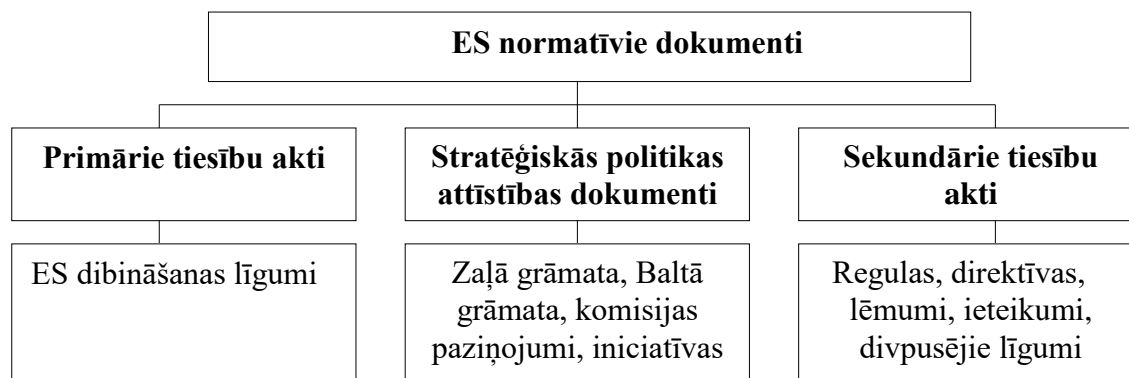 ES normatīvie dokumenti
Primārie tiesību akti
Stratēģiskās politikas
attīstības dokumenti
Sekundārie tiesību
akti
ES dibināšanas līgumi
Zaļā grāmata, Baltā
grāmata, komisijas
paziņojumi, iniciatīvas
Regulas, direktīvas,
lēmumi, ieteikumi,
divpusējie līgumi